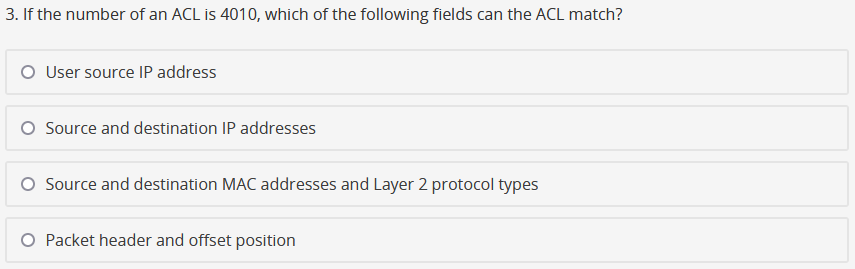 3. If the number of an ACL is 4010, which of the following fields can the ACL match?
User source IP address
Source and destination IP addresses
Source and destination MAC addresses and Layer 2 protocol types
Packet header and offset position